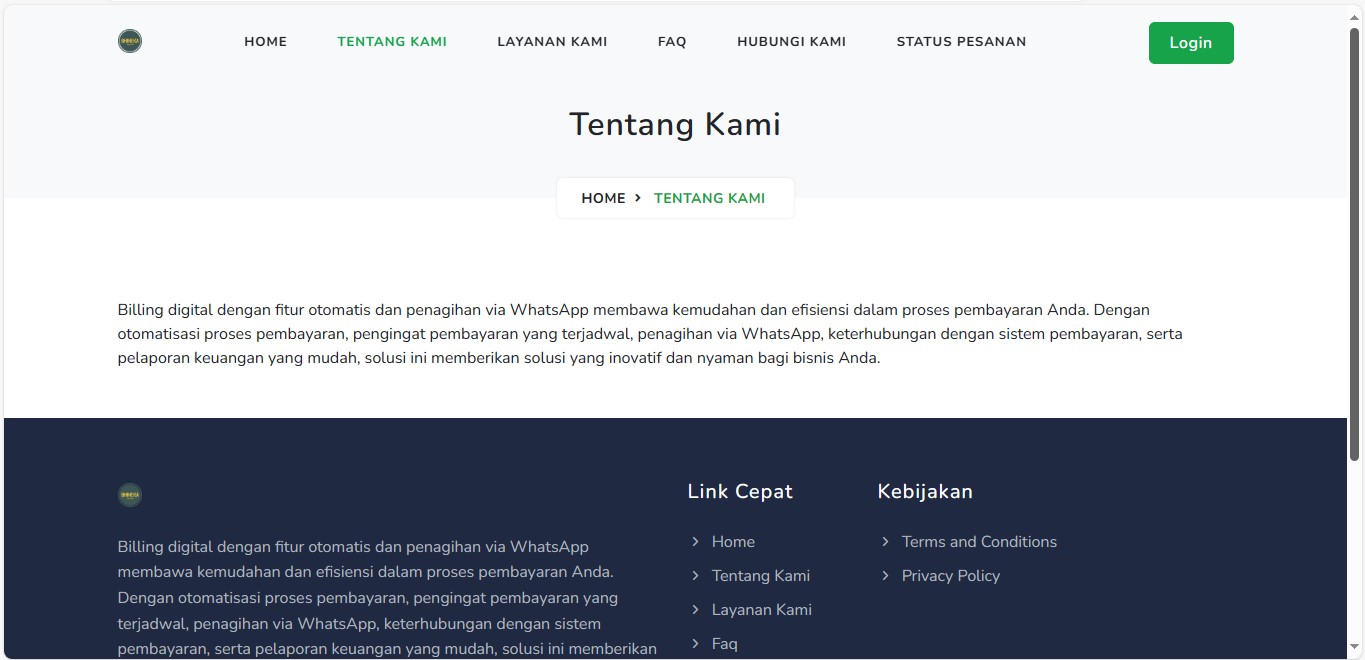 HOME TENTANG KAMI LAYANAN KAMI FAQ HUBUNGI KAMI STATUS PESANAN Login
Tentang Kami
HOME > TENTANG KAMI
Billing digital dengan fitur otomatis dan penagihan via WhatsApp membawa kemudahan dan efisiensi dalam proses pembayaran Anda. Dengan
otomatisasi proses pembayaran, pengingat pembayaran yang terjadwal, penagihan via WhatsApp, keterhubungan dengan sistem pembayaran, serta
pelaporan keuangan yang mudah, solusi ini memberikan solusi yang inovatif dan nyaman bagi bisnis Anda.
Billing digital dengan fitur otomatis dan penagihan via WhatsApp
membawa kemudahan dan efisiensi dalam proses pembayaran Anda.
Dengan otomatisasi proses pembayaran, pengingat pembayaran yang
terjadwal, penagihan via WhatsApp, keterhubungan dengan sistem
pembayaran, serta pelaporan keuangan yang mudah, solusi ini memberikan
Link Cepat
> Home
> Tentang Kami
> Layanan Kami
> Faq
Kebijakan
> Terms and Conditions
> Privacy Policy